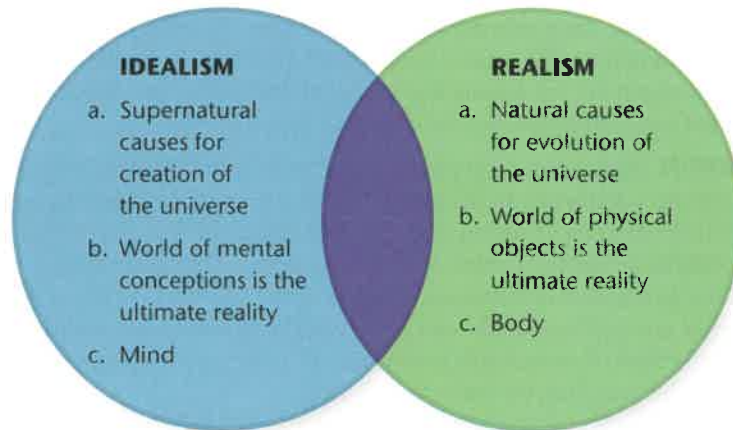 IDEALISM
a. Supernatural
causes for
creation of
the universe
b. World of mental
conceptions is the
ultimate reality
c. Mind
REALISM
a. Natural causes
for evolution of
the universe
b. World of physical
objects is the
ultimate reality
c. Body